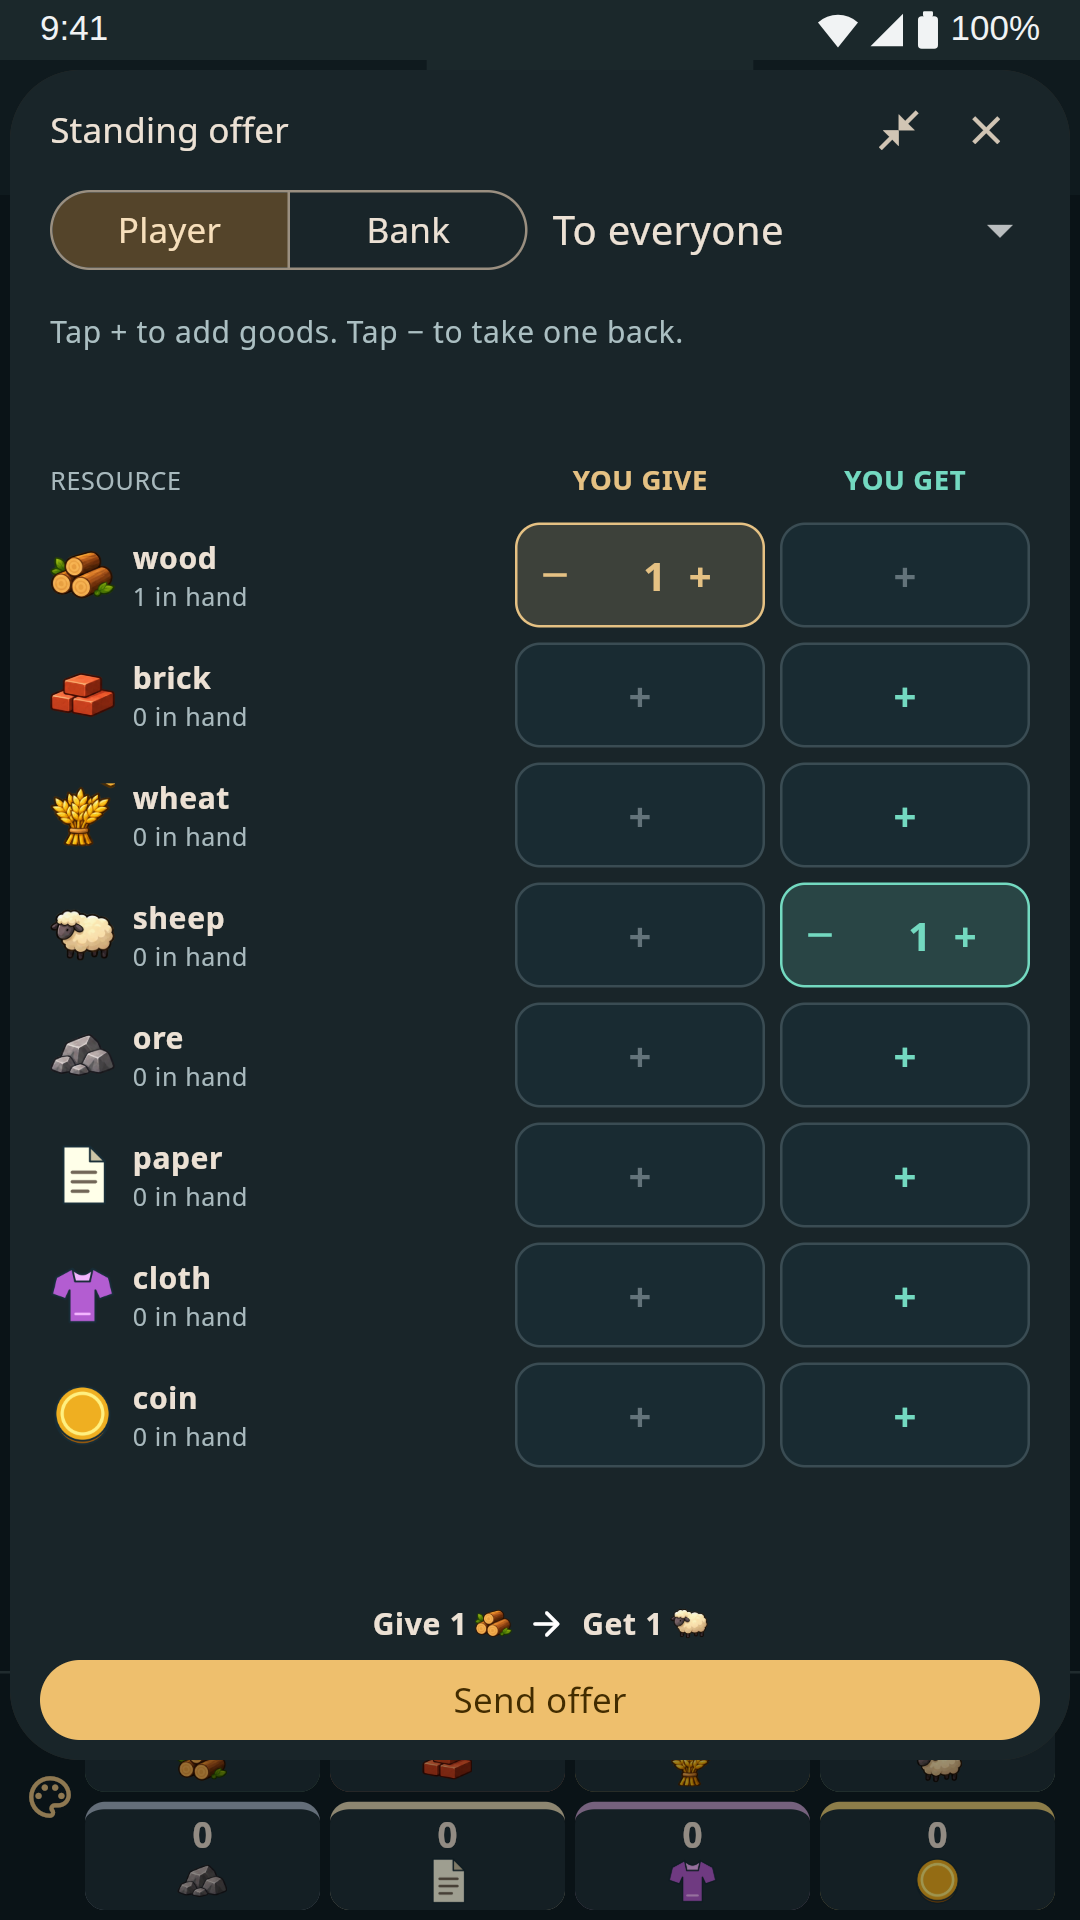 9:41 100%
Standing offer
Player Bank To everyone
Tap + to add goods. Tap − to take one back.
RESOURCE YOU GIVE YOU GET
wood
1 in hand
− 1 + +
brick
0 in hand
+ +
wheat
0 in hand
+ +
sheep
0 in hand
+ − 1 +
ore
0 in hand
+ +
paper
0 in hand
+ +
cloth
0 in hand
+ +
coin
0 in hand
+ +
Give 1 → Get 1
Send offer
0 0 0 0